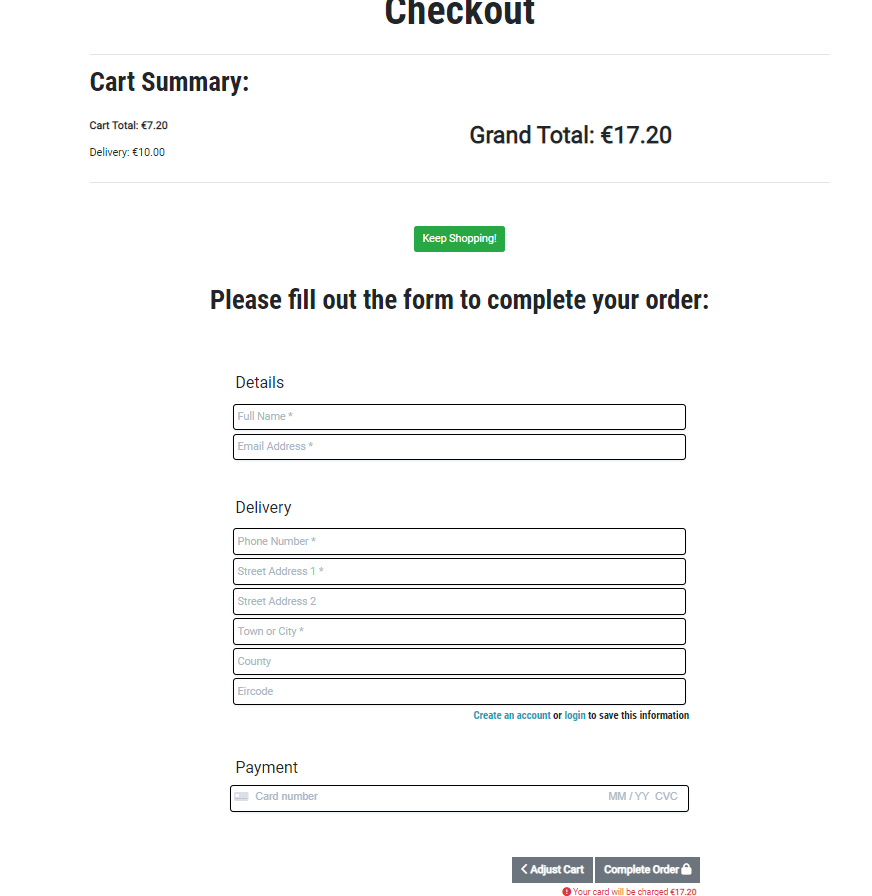 Checkout
Cart Summary:
Cart Total: €7.20
Grand Total: €17.20
Delivery: €10.00
Keep Shopping!
Please fill out the form to complete your order:
Details
Full Name *
Email Address *
Delivery
Phone Number *
Street Address 1 *
Street Address 2
Town or City *
County
Eircode
Create an account or login to save this information
Payment
Card number MM / YY CVC
Adjust Cart Complete Order
Your card will be charged €17.20